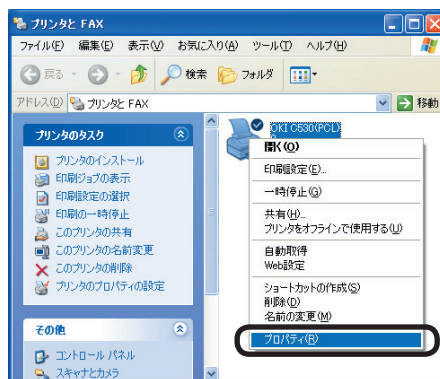 プリンタと FAX
ファイル(F) 編集(E) 表示(V) お気に入り(A) ツール(T) ヘルプ(H)
戻る 検索 フォルダ
アドレス(D) プリンタと FAX 移動
プリンタのタスク
プリンタのインストール
印刷ジョブの表示
印刷設定の選択
印刷の一時停止
このプリンタの共有
このプリンタの名前変更
このプリンタの削除
プリンタのプロパティの設定
その他
コントロール パネル
スキャナとカメラ
OKI C530(PCL)
0
開く(O)
印刷設定(E)...
一時停止(G)
共有(H)...
プリンタをオフラインで使用する(U)
自動取得
Web設定
ショートカットの作成(S)
削除(D)
名前の変更(M)
プロパティ(R)